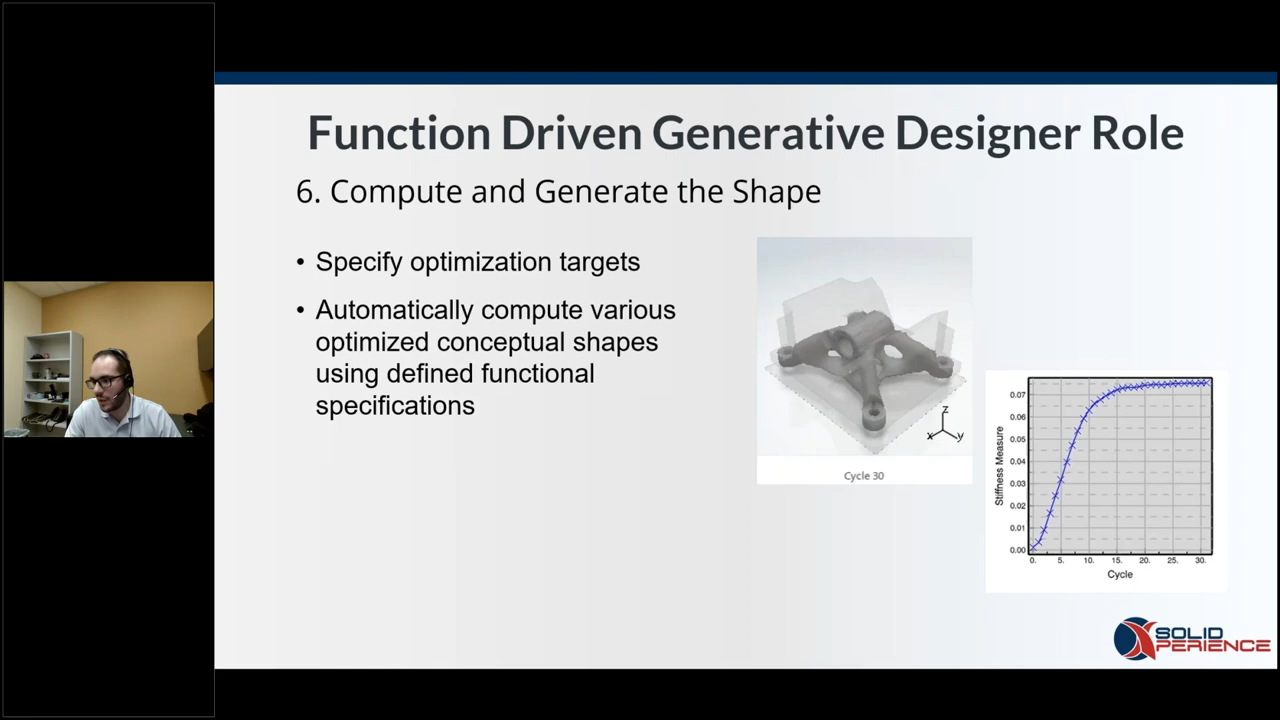 Function Driven Generative Designer Role
6. Compute and Generate the Shape
• Specify optimization targets
• Automatically compute various
optimized conceptual shapes
using defined functional
specifications
z
x
y
Cycle 30
Stiffness Measure
0.07
0.06
0.05
0.04
0.03
0.02
0.01
0.00
0. 5. 10. 15. 20. 25. 30.
Cycle
SOLID
XPERIENCE